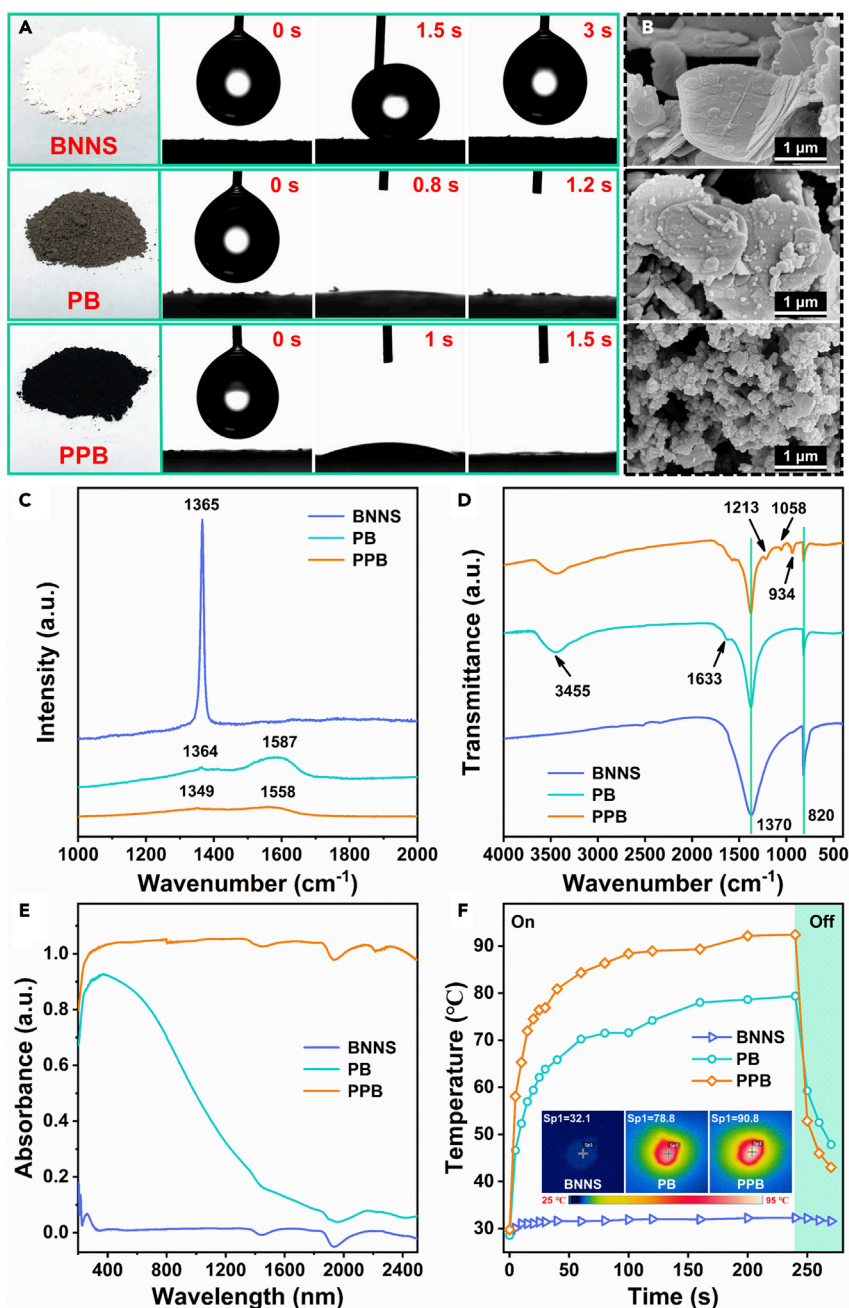 A
0 s
1.5 s
3 s
BNNS
0 s
0.8 s
1.2 s
PB
0 s
1 s
1.5 s
PPB
B
1 μm
1 μm
1 μm
C
1365
BNNS
PB
PPB
1364
1587
1349
1558
Intensity (a.u.)
1000 1200 1400 1600 1800 2000
Wavenumber (cm⁻¹)
D
1213
1058
934
3455
1633
BNNS
PB
PPB
1370
820
Transmittance (a.u.)
4000 3500 3000 2500 2000 1500 1000 500
Wavenumber (cm⁻¹)
E
1.0
0.8
0.6
0.4
0.2
0.0
BNNS
PB
PPB
Absorbance (a.u.)
400 800 1200 1600 2000 2400
Wavelength (nm)
F
On
Off
90
80
70
60
50
40
30
BNNS
PB
PPB
Sp1=32.1
Sp1=78.8
Sp1=90.8
Sp1
Sp1
Sp1
BNNS
PB
PPB
25 ℃
95 ℃
Temperature (℃)
0 50 100 150 200 250
Time (s)